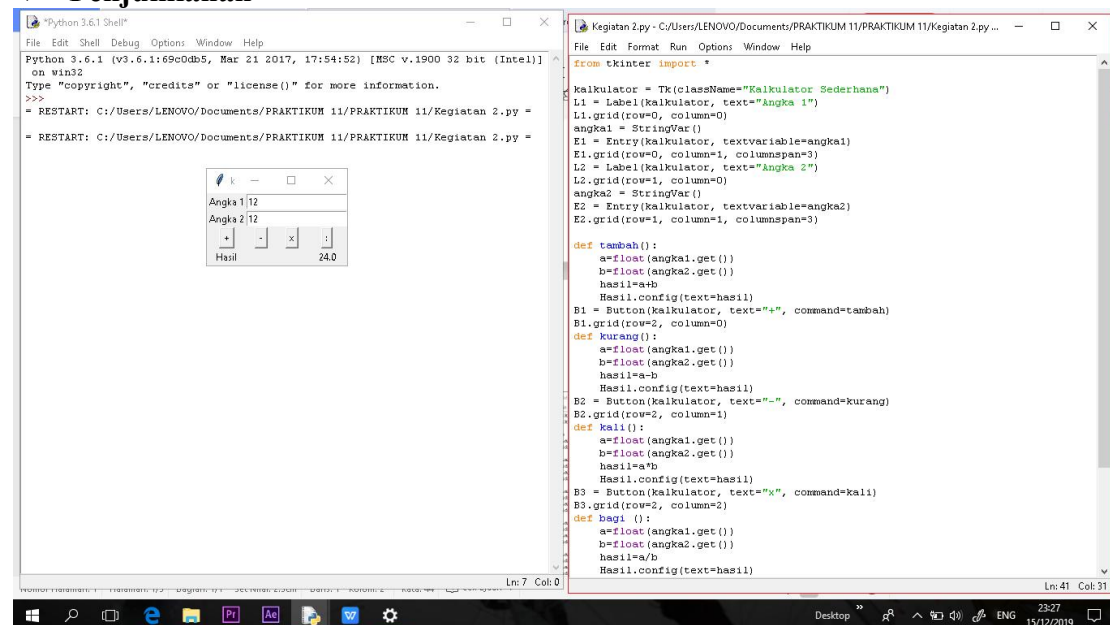 *Python 3.6.1 Shell*
File Edit Shell Debug Options Window Help
Python 3.6.1 (v3.6.1:69c0db5, Mar 21 2017, 17:54:52) [MSC v.1900 32 bit (Intel)]
on win32
Type "copyright", "credits" or "license()" for more information.
>>>
= RESTART: C:/Users/LENOVO/Documents/PRAKTIKUM 11/PRAKTIKUM 11/Kegiatan 2.py =
= RESTART: C:/Users/LENOVO/Documents/PRAKTIKUM 11/PRAKTIKUM 11/Kegiatan 2.py =
k
Angka 1 12
Angka 2 12
+ - x :
Hasil 24.0
Ln: 7 Col: 0
Kegiatan 2.py - C:/Users/LENOVO/Documents/PRAKTIKUM 11/PRAKTIKUM 11/Kegiatan 2.py ...
File Edit Format Run Options Window Help
from tkinter import *
kalkulator = Tk(className="Kalkulator Sederhana")
L1 = Label(kalkulator, text="Angka 1")
L1.grid(row=0, column=0)
angka1 = StringVar()
E1 = Entry(kalkulator, textvariable=angka1)
E1.grid(row=0, column=1, columnspan=3)
L2 = Label(kalkulator, text="Angka 2")
L2.grid(row=1, column=0)
angka2 = StringVar()
E2 = Entry(kalkulator, textvariable=angka2)
E2.grid(row=1, column=1, columnspan=3)
def tambah():
    a=float(angka1.get())
    b=float(angka2.get())
    hasil=a+b
    Hasil.config(text=hasil)
B1 = Button(kalkulator, text="+", command=tambah)
B1.grid(row=2, column=0)
def kurang():
    a=float(angka1.get())
    b=float(angka2.get())
    hasil=a-b
    Hasil.config(text=hasil)
B2 = Button(kalkulator, text="-", command=kurang)
B2.grid(row=2, column=1)
def kali():
    a=float(angka1.get())
    b=float(angka2.get())
    hasil=a*b
    Hasil.config(text=hasil)
B3 = Button(kalkulator, text="x", command=kali)
B3.grid(row=2, column=2)
def bagi ():
    a=float(angka1.get())
    b=float(angka2.get())
    hasil=a/b
    Hasil.config(text=hasil)
Ln: 41 Col: 31
Pr Ae W Desktop ENG 23:27
15/12/2019